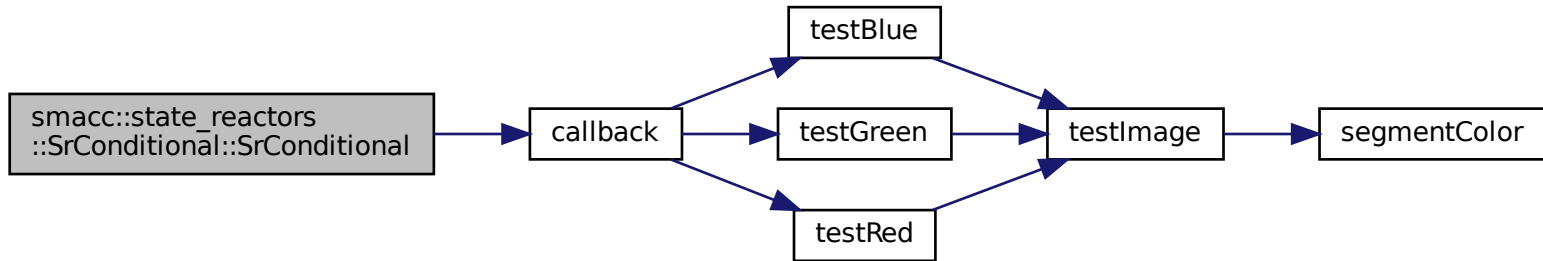 smacc::state_reactors
::SrConditional::SrConditional
callback
testBlue
testGreen
testRed
testImage
segmentColor